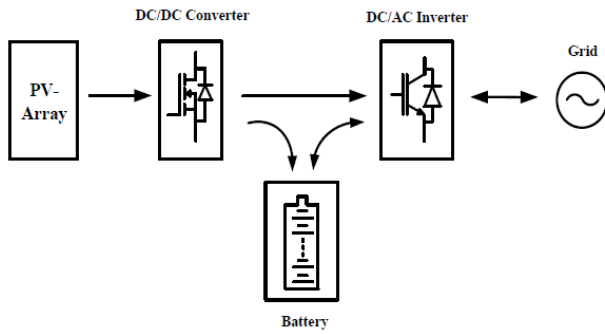 DC/DC Converter
DC/AC Inverter
Grid
PV-
Array
Battery